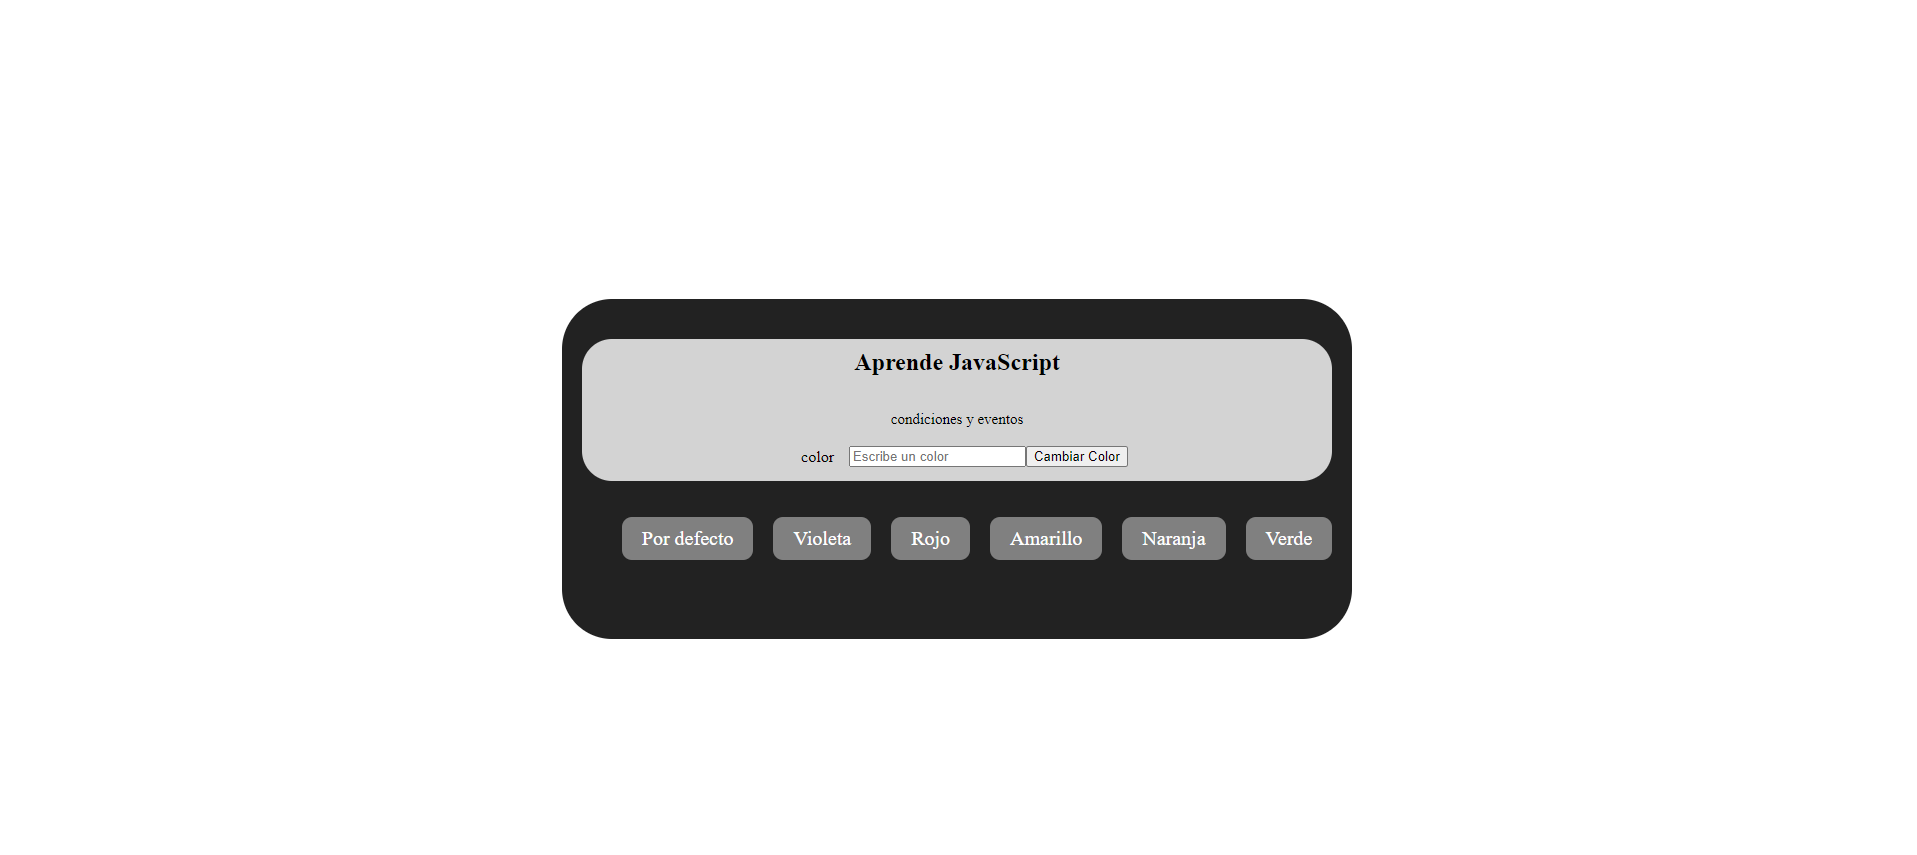 Aprende JavaScript
condiciones y eventos
color Escribe un color Cambiar Color
Por defecto Violeta Rojo Amarillo Naranja Verde